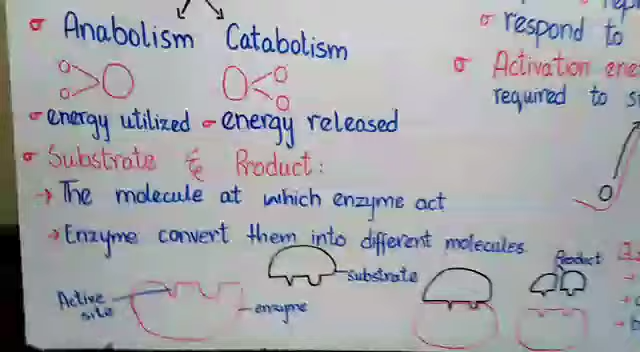 Anabolism Catabolism
energy utilized energy released
Substrate & Product:
The molecule at which enzyme act
Enzyme convert them into different molecules.
substrate
Active site
enzyme
Product
respond to
Activation
required to